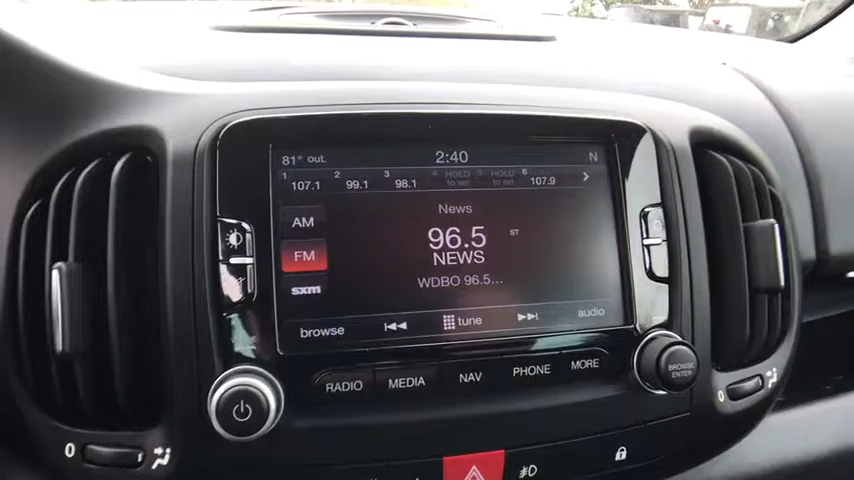 81° out 2:40 N
1 107.1 2 99.1 3 98.1 4 HOLD to set 5 HOLD to set 6 107.9
News
AM
96.5 ST
FM
NEWS
sxm
WDBO 96.5...
browse tune audio
RADIO MEDIA NAV PHONE MORE
BROWSE
ENTER
0 0